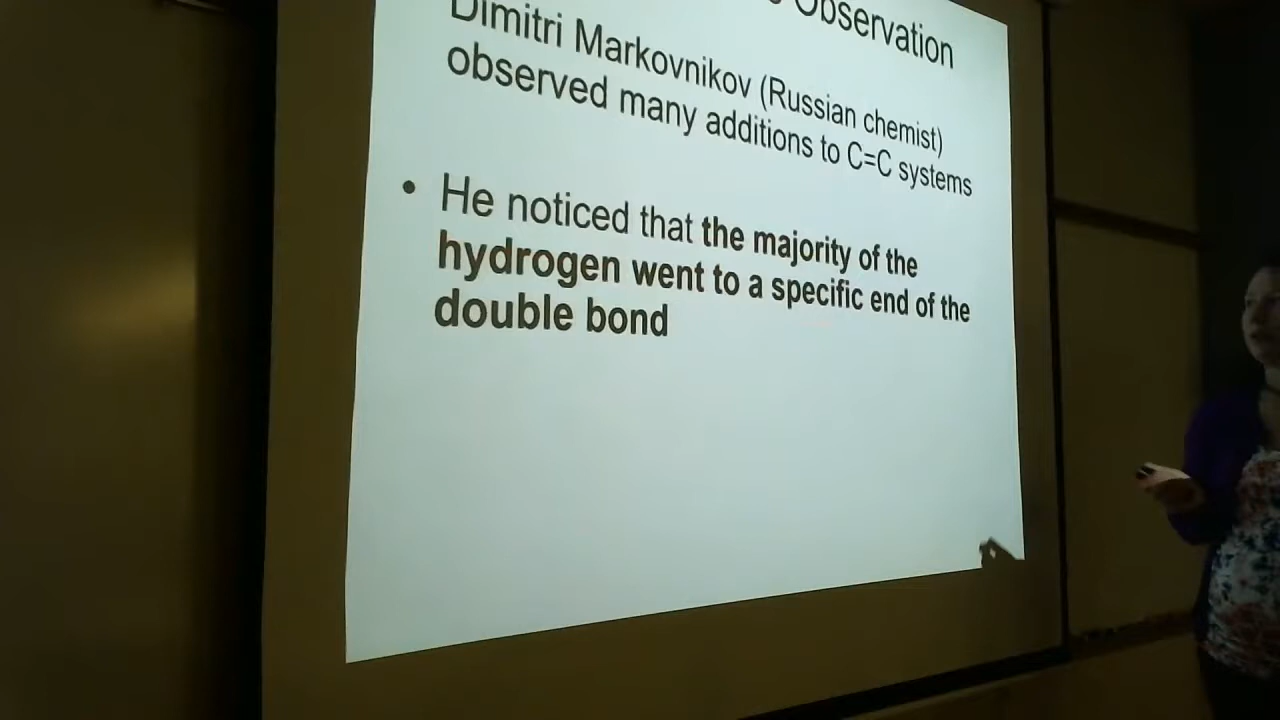 Observation
Dimitri Markovnikov (Russian chemist)
observed many additions to C=C systems
• He noticed that the majority of the
hydrogen went to a specific end of the
double bond